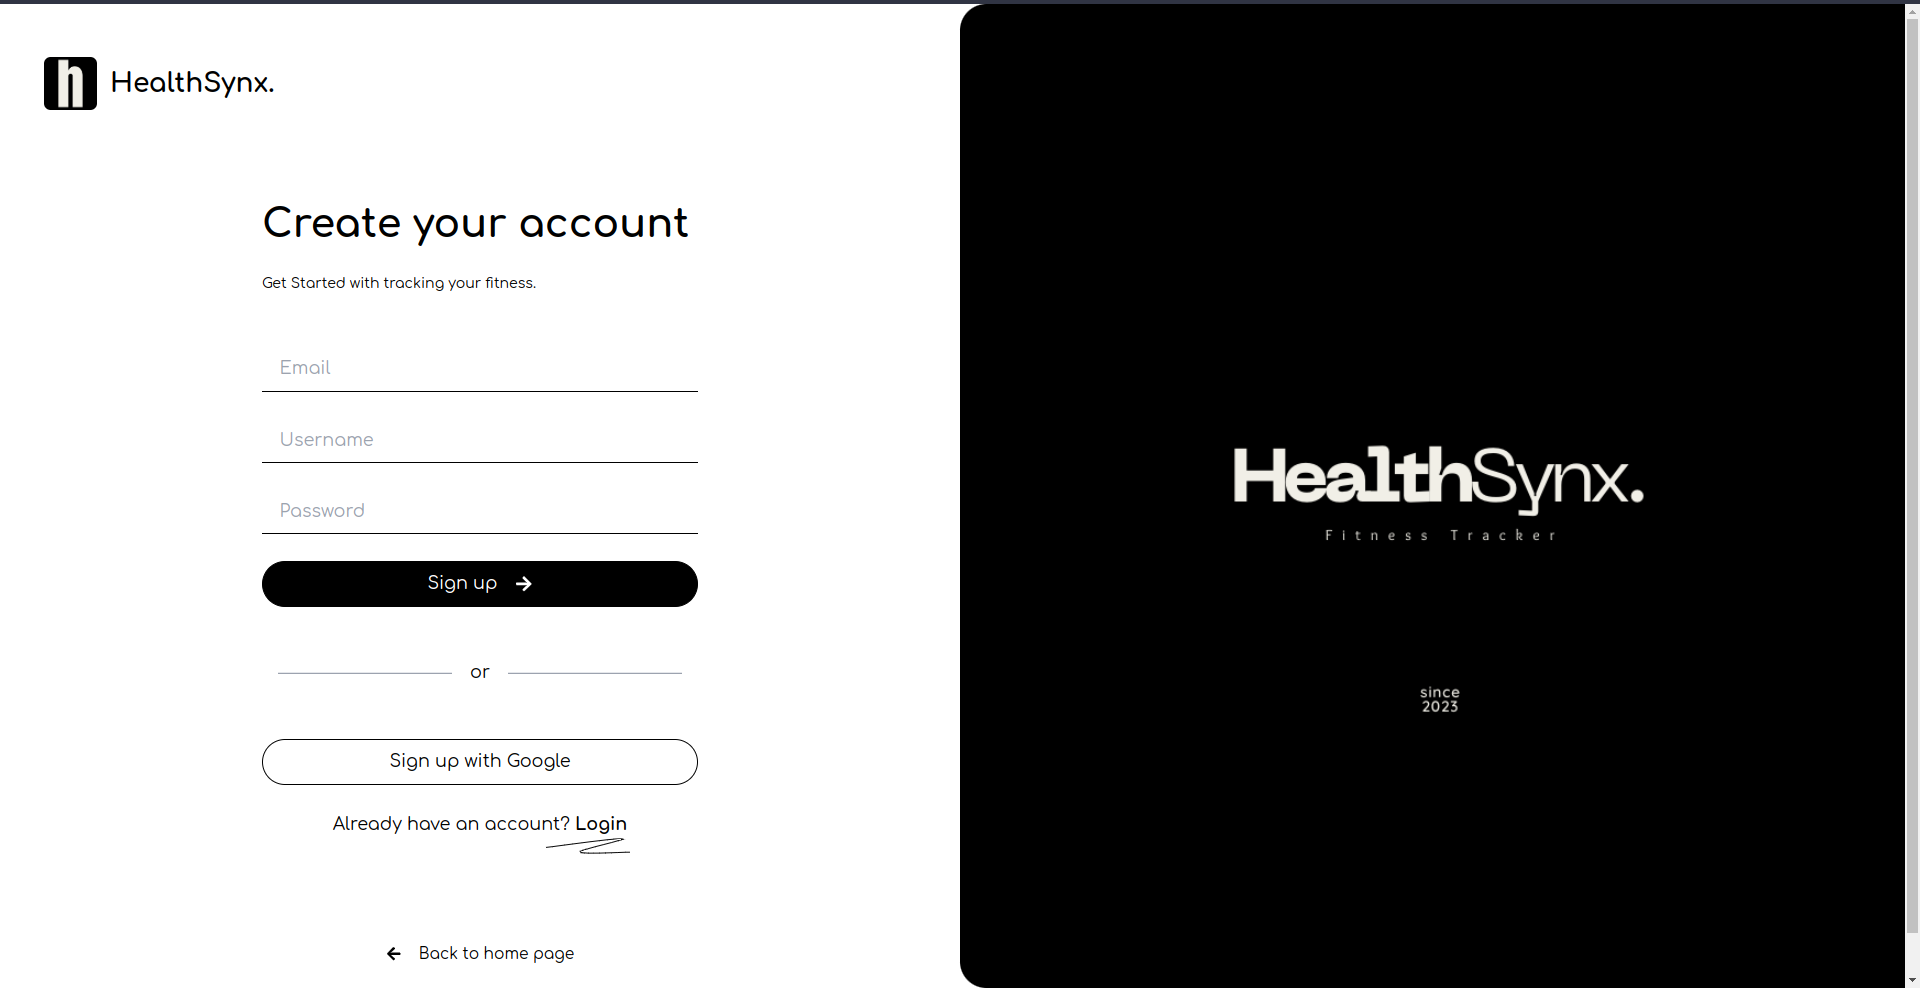 h HealthSynx.
Create your account
Get Started with tracking your fitness.
Email
Username
Password
Sign up
or
Sign up with Google
Already have an account? Login
Back to home page
HealthSynx.
Fitness Tracker
since
2023